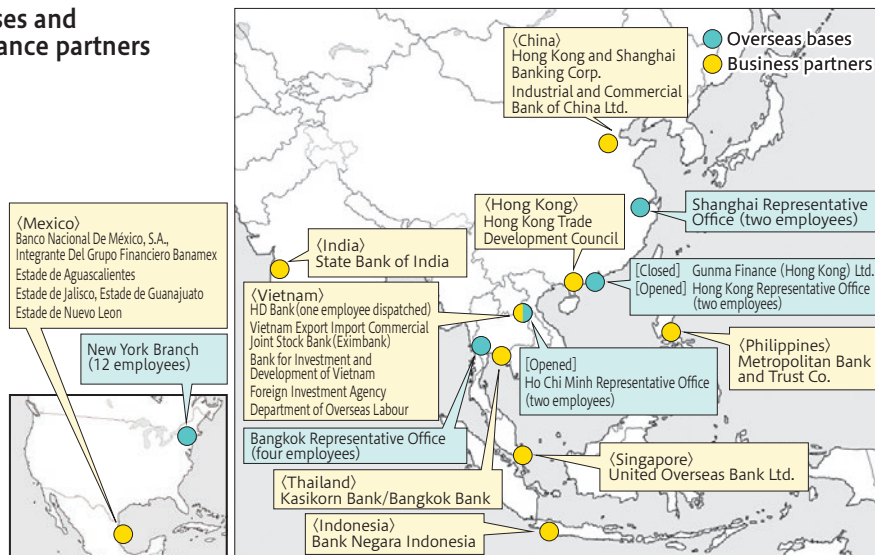 ses and
ance partners
Overseas bases
Business partners
〈China〉
Hong Kong and Shanghai
Banking Corp.
Industrial and Commercial
Bank of China Ltd.
Shanghai Representative
Office (two employees)
〈Hong Kong〉
Hong Kong Trade
Development Council
[Closed] Gunma Finance (Hong Kong) Ltd.
[Opened] Hong Kong Representative Office
(two employees)
〈Mexico〉
Banco Nacional De México, S.A.,
Integrante Del Grupo Financiero Banamex
Estade de Aguascalientes
Estade de Jalisco, Estade de Guanajuato
Estade de Nuevo Leon
〈India〉
State Bank of India
〈Vietnam〉
HD Bank (one employee dispatched)
Vietnam Export Import Commercial
Joint Stock Bank (Eximbank)
Bank for Investment and
Development of Vietnam
Foreign Investment Agency
Department of Overseas Labour
〈Philippines〉
Metropolitan Bank
and Trust Co.
New York Branch
(12 employees)
[Opened]
Ho Chi Minh Representative Office
(two employees)
Bangkok Representative Office
(four employees)
〈Singapore〉
United Overseas Bank Ltd.
〈Thailand〉
Kasikorn Bank/Bangkok Bank
〈Indonesia〉
Bank Negara Indonesia